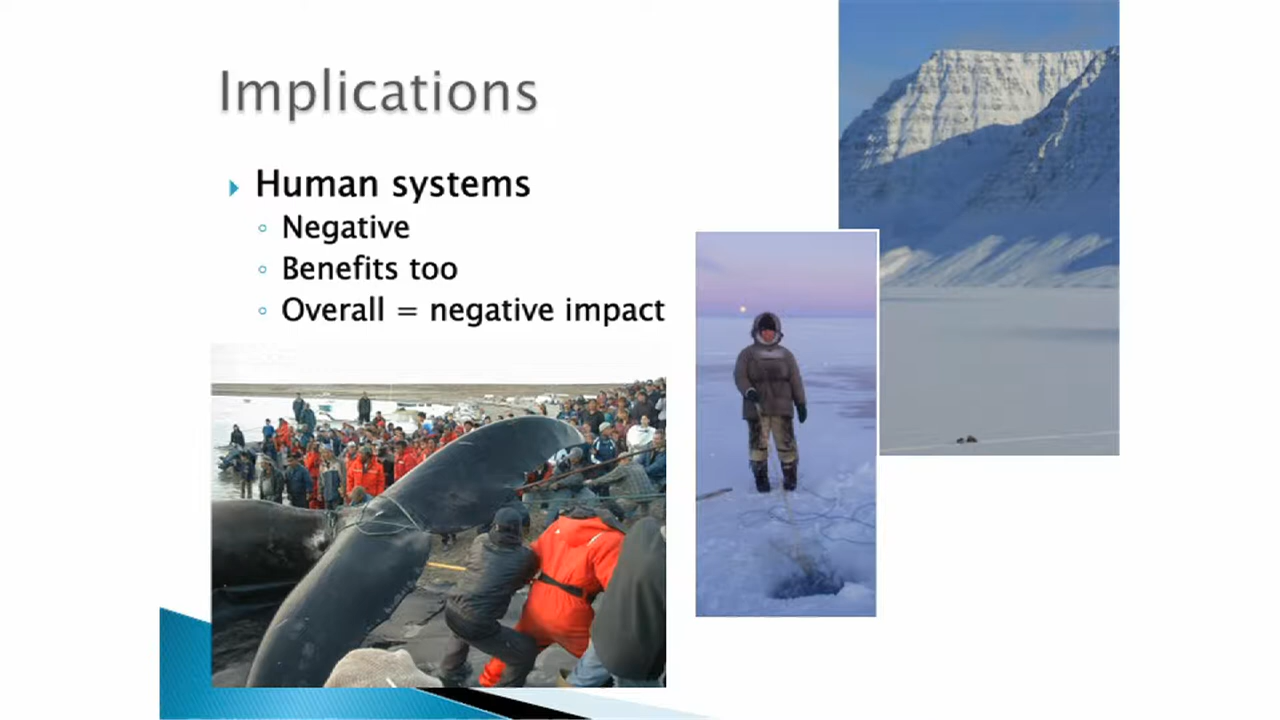 Implications
Human systems
Negative
Benefits too
Overall = negative impact